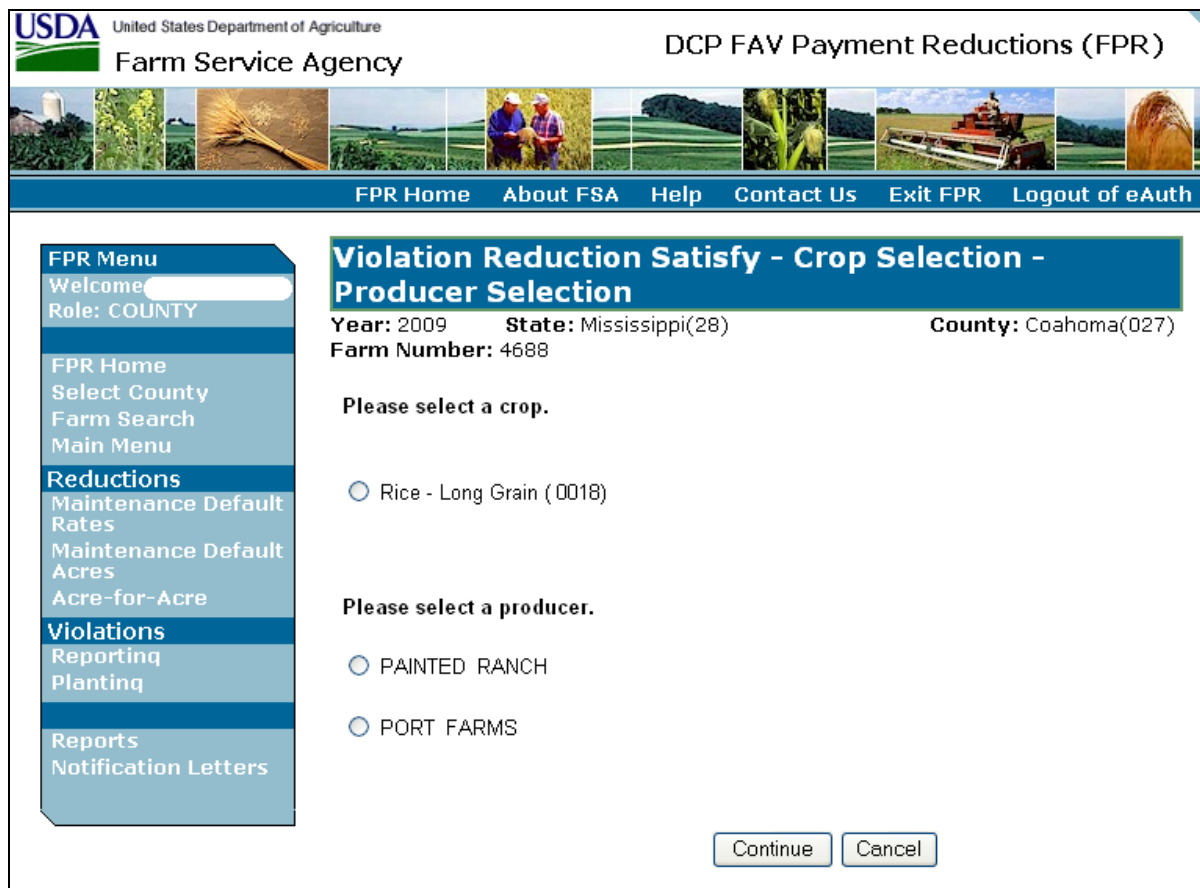 USDA United States Department of Agriculture
Farm Service Agency
DCP FAV Payment Reductions (FPR)
FPR Home About FSA Help Contact Us Exit FPR Logout of eAuth
FPR Menu
Welcome
Role: COUNTY
FPR Home
Select County
Farm Search
Main Menu
Reductions
Maintenance Default
Rates
Maintenance Default
Acres
Acre-for-Acre
Violations
Reporting
Planting
Reports
Notification Letters
Violation Reduction Satisfy - Crop Selection -
Producer Selection
Year: 2009 State: Mississippi(28) County: Coahoma(027)
Farm Number: 4688
Please select a crop.
Rice - Long Grain ( 0018)
Please select a producer.
PAINTED RANCH
PORT FARMS
Continue Cancel